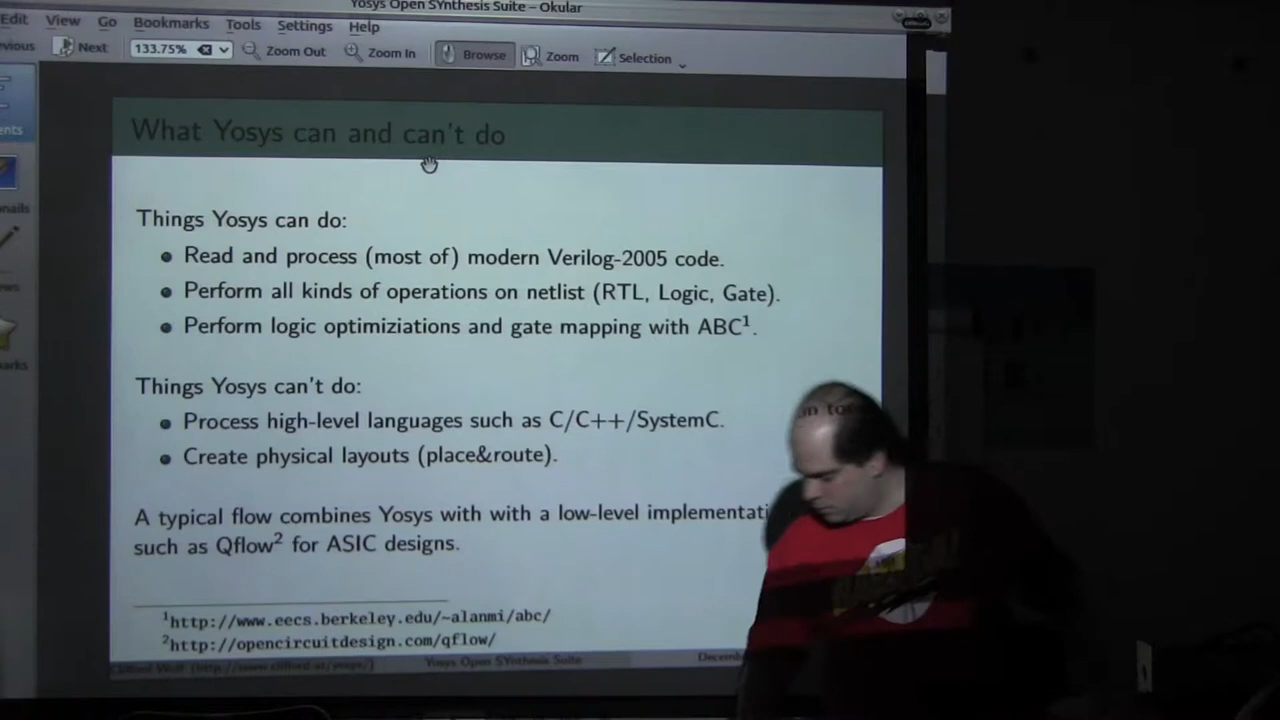 Yosys Open SYnthesis Suite – Okular
Edit View Go Bookmarks Tools Settings Help
Next 133.75% Zoom Out Zoom In Browse Zoom Selection
What Yosys can and can't do
Things Yosys can do:
Read and process (most of) modern Verilog-2005 code.
Perform all kinds of operations on netlist (RTL, Logic, Gate).
Perform logic optimiziations and gate mapping with ABC1.
Things Yosys can't do:
Process high-level languages such as C/C++/SystemC.
Create physical layouts (place&route).
A typical flow combines Yosys with with a low-level implementati
such as Qflow2 for ASIC designs.
1http://www.eecs.berkeley.edu/~alanmi/abc/
2http://opencircuitdesign.com/qflow/
Yosys Open SYnthesis Suite